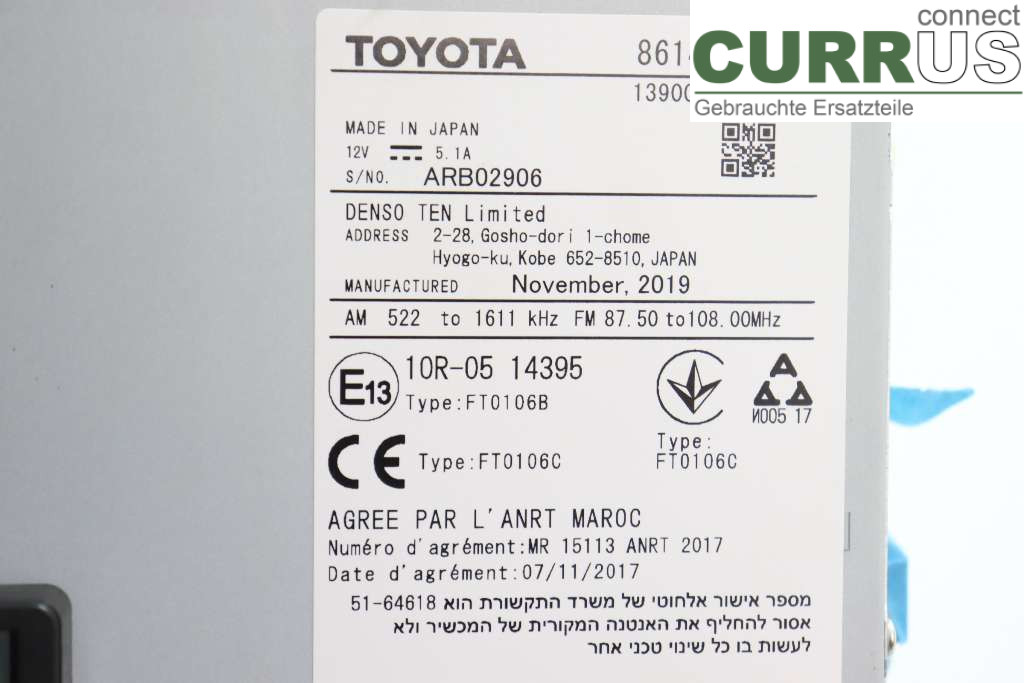 TOYOTA 861
connect
CURRUS
Gebrauchte Ersatzteile
1390
MADE IN JAPAN
12V 5.1A
S/NO. ARB02906
DENSO TEN Limited
ADDRESS 2-28, Gosho-dori 1-chome
Hyogo-ku, Kobe 652-8510, JAPAN
MANUFACTURED November, 2019
AM 522 to 1611 kHz FM 87.50 to 108.00MHz
E13 10R-05 14395
Type:FT0106B
И005 17
CE Type:FT0106C
Type:
FT0106C
AGREE PAR L'ANRT MAROC
Numéro d'agrément:MR 15113 ANRT 2017
Date d'agrément:07/11/2017
מספר אישור אלחוטי של משרד התקשורת הוא 51-64618
אסור להחליף את האנטנה המקורית של המכשיר ולא
לעשות בו כל שינוי טכני אחר